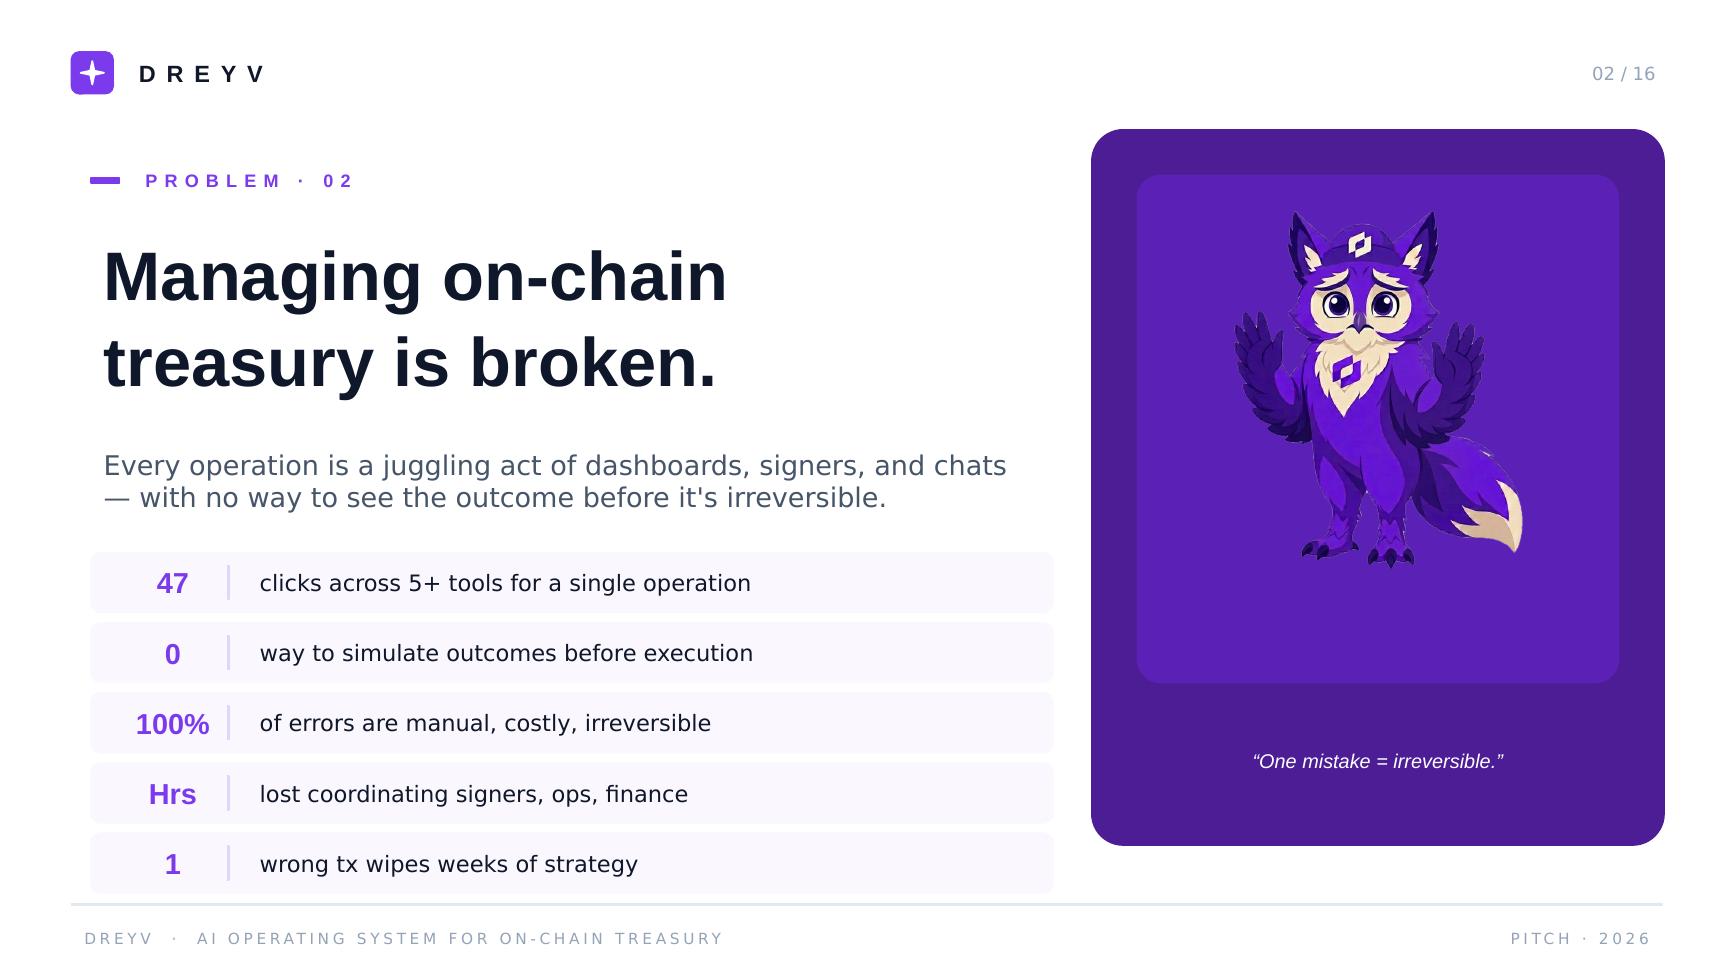 DREYV
02 / 16
PROBLEM · 02
Managing on-chain
treasury is broken.
Every operation is a juggling act of dashboards, signers, and chats
— with no way to see the outcome before it's irreversible.
47 clicks across 5+ tools for a single operation
0 way to simulate outcomes before execution
100% of errors are manual, costly, irreversible
Hrs lost coordinating signers, ops, finance
1 wrong tx wipes weeks of strategy
“One mistake = irreversible.”
DREYV · AI OPERATING SYSTEM FOR ON-CHAIN TREASURY
PITCH · 2026